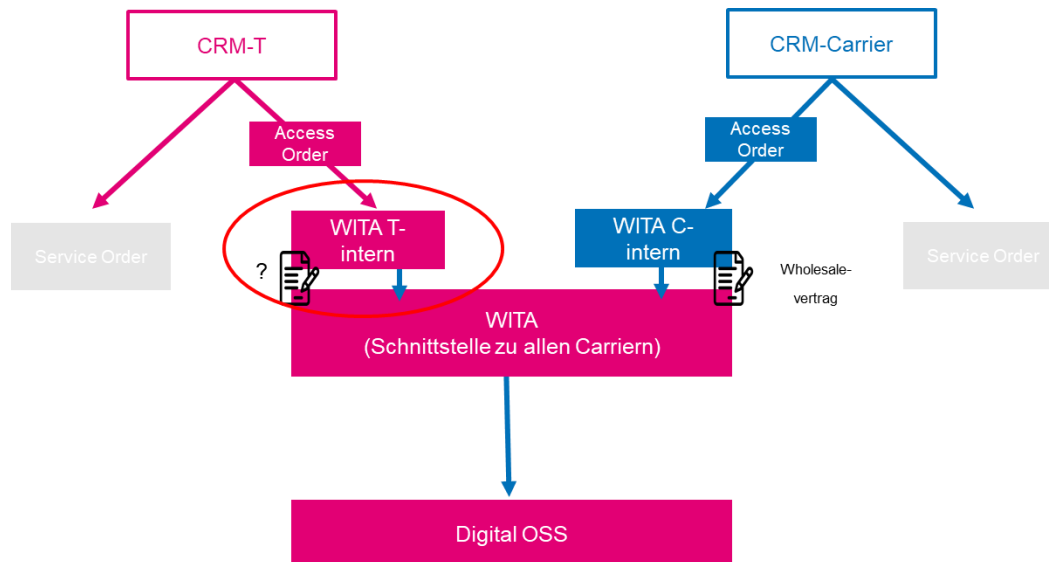 CRM-T
CRM-Carrier
Access
Order
Access
Order
Service Order
WITA T-
intern
WITA C-
intern
Service Order
?
Wholesale-
vertrag
WITA
(Schnittstelle zu allen Carriern)
Digital OSS